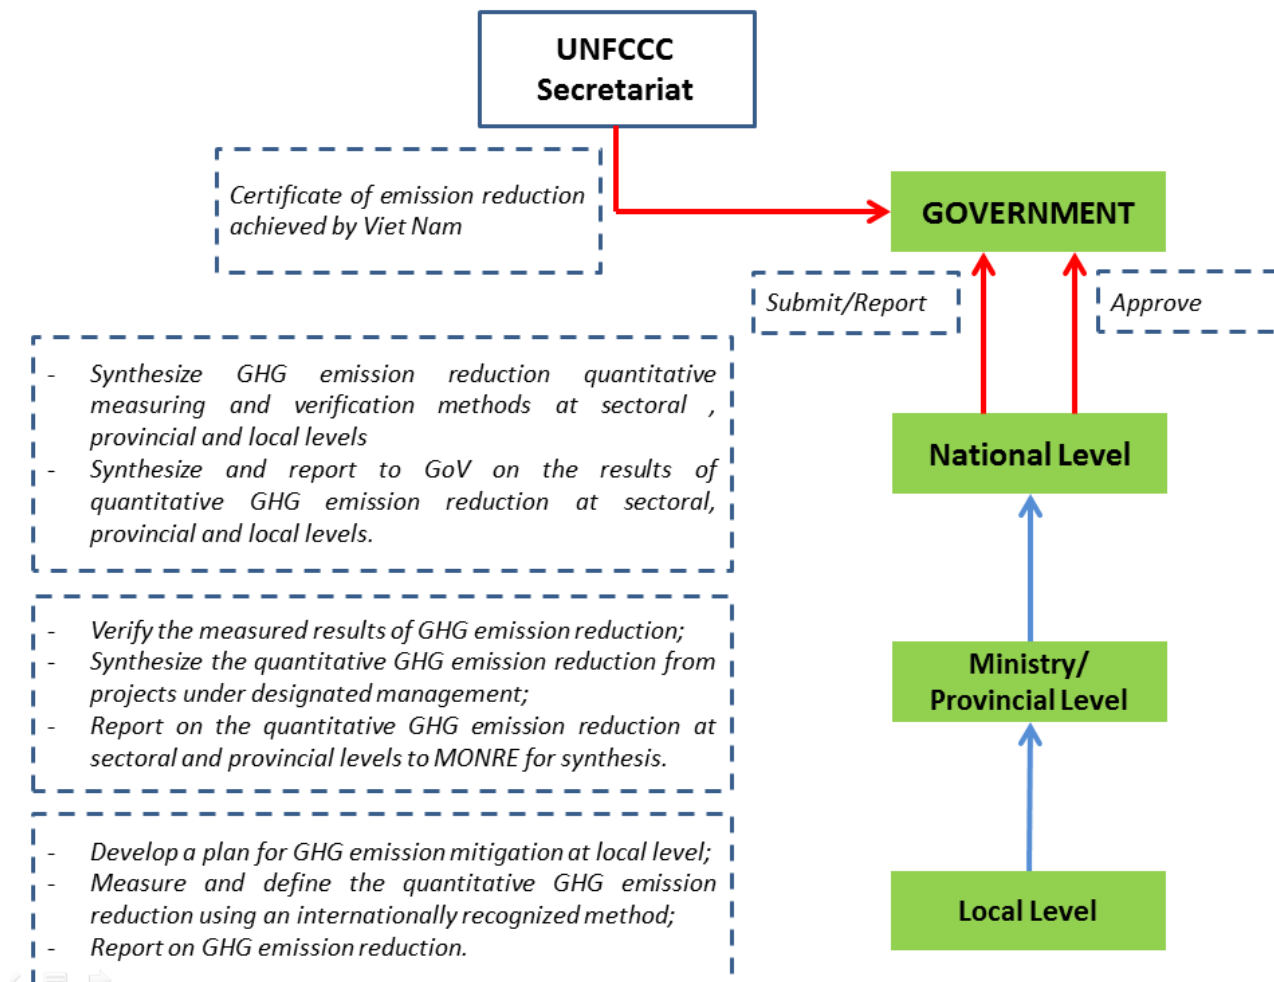 UNFCCC
Secretariat
Certificate of emission reduction
achieved by Viet Nam
GOVERNMENT
Submit/Report
Approve
- Synthesize GHG emission reduction quantitative
measuring and verification methods at sectoral ,
provincial and local levels
- Synthesize and report to GoV on the results of
quantitative GHG emission reduction at sectoral,
provincial and local levels.
National Level
- Verify the measured results of GHG emission reduction;
- Synthesize the quantitative GHG emission reduction from
projects under designated management;
- Report on the quantitative GHG emission reduction at
sectoral and provincial levels to MONRE for synthesis.
Ministry/
Provincial Level
- Develop a plan for GHG emission mitigation at local level;
- Measure and define the quantitative GHG emission
reduction using an internationally recognized method;
- Report on GHG emission reduction.
Local Level